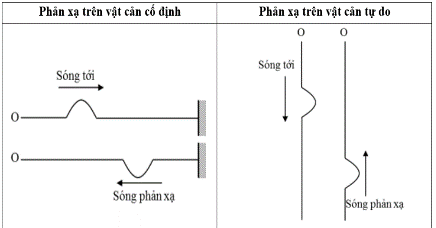 Phản xạ trên vật cản cố định
Phản xạ trên vật cản tự do
Sóng tới
O
O
Sóng phản xạ
O O
Sóng tới
Sóng phản xạ